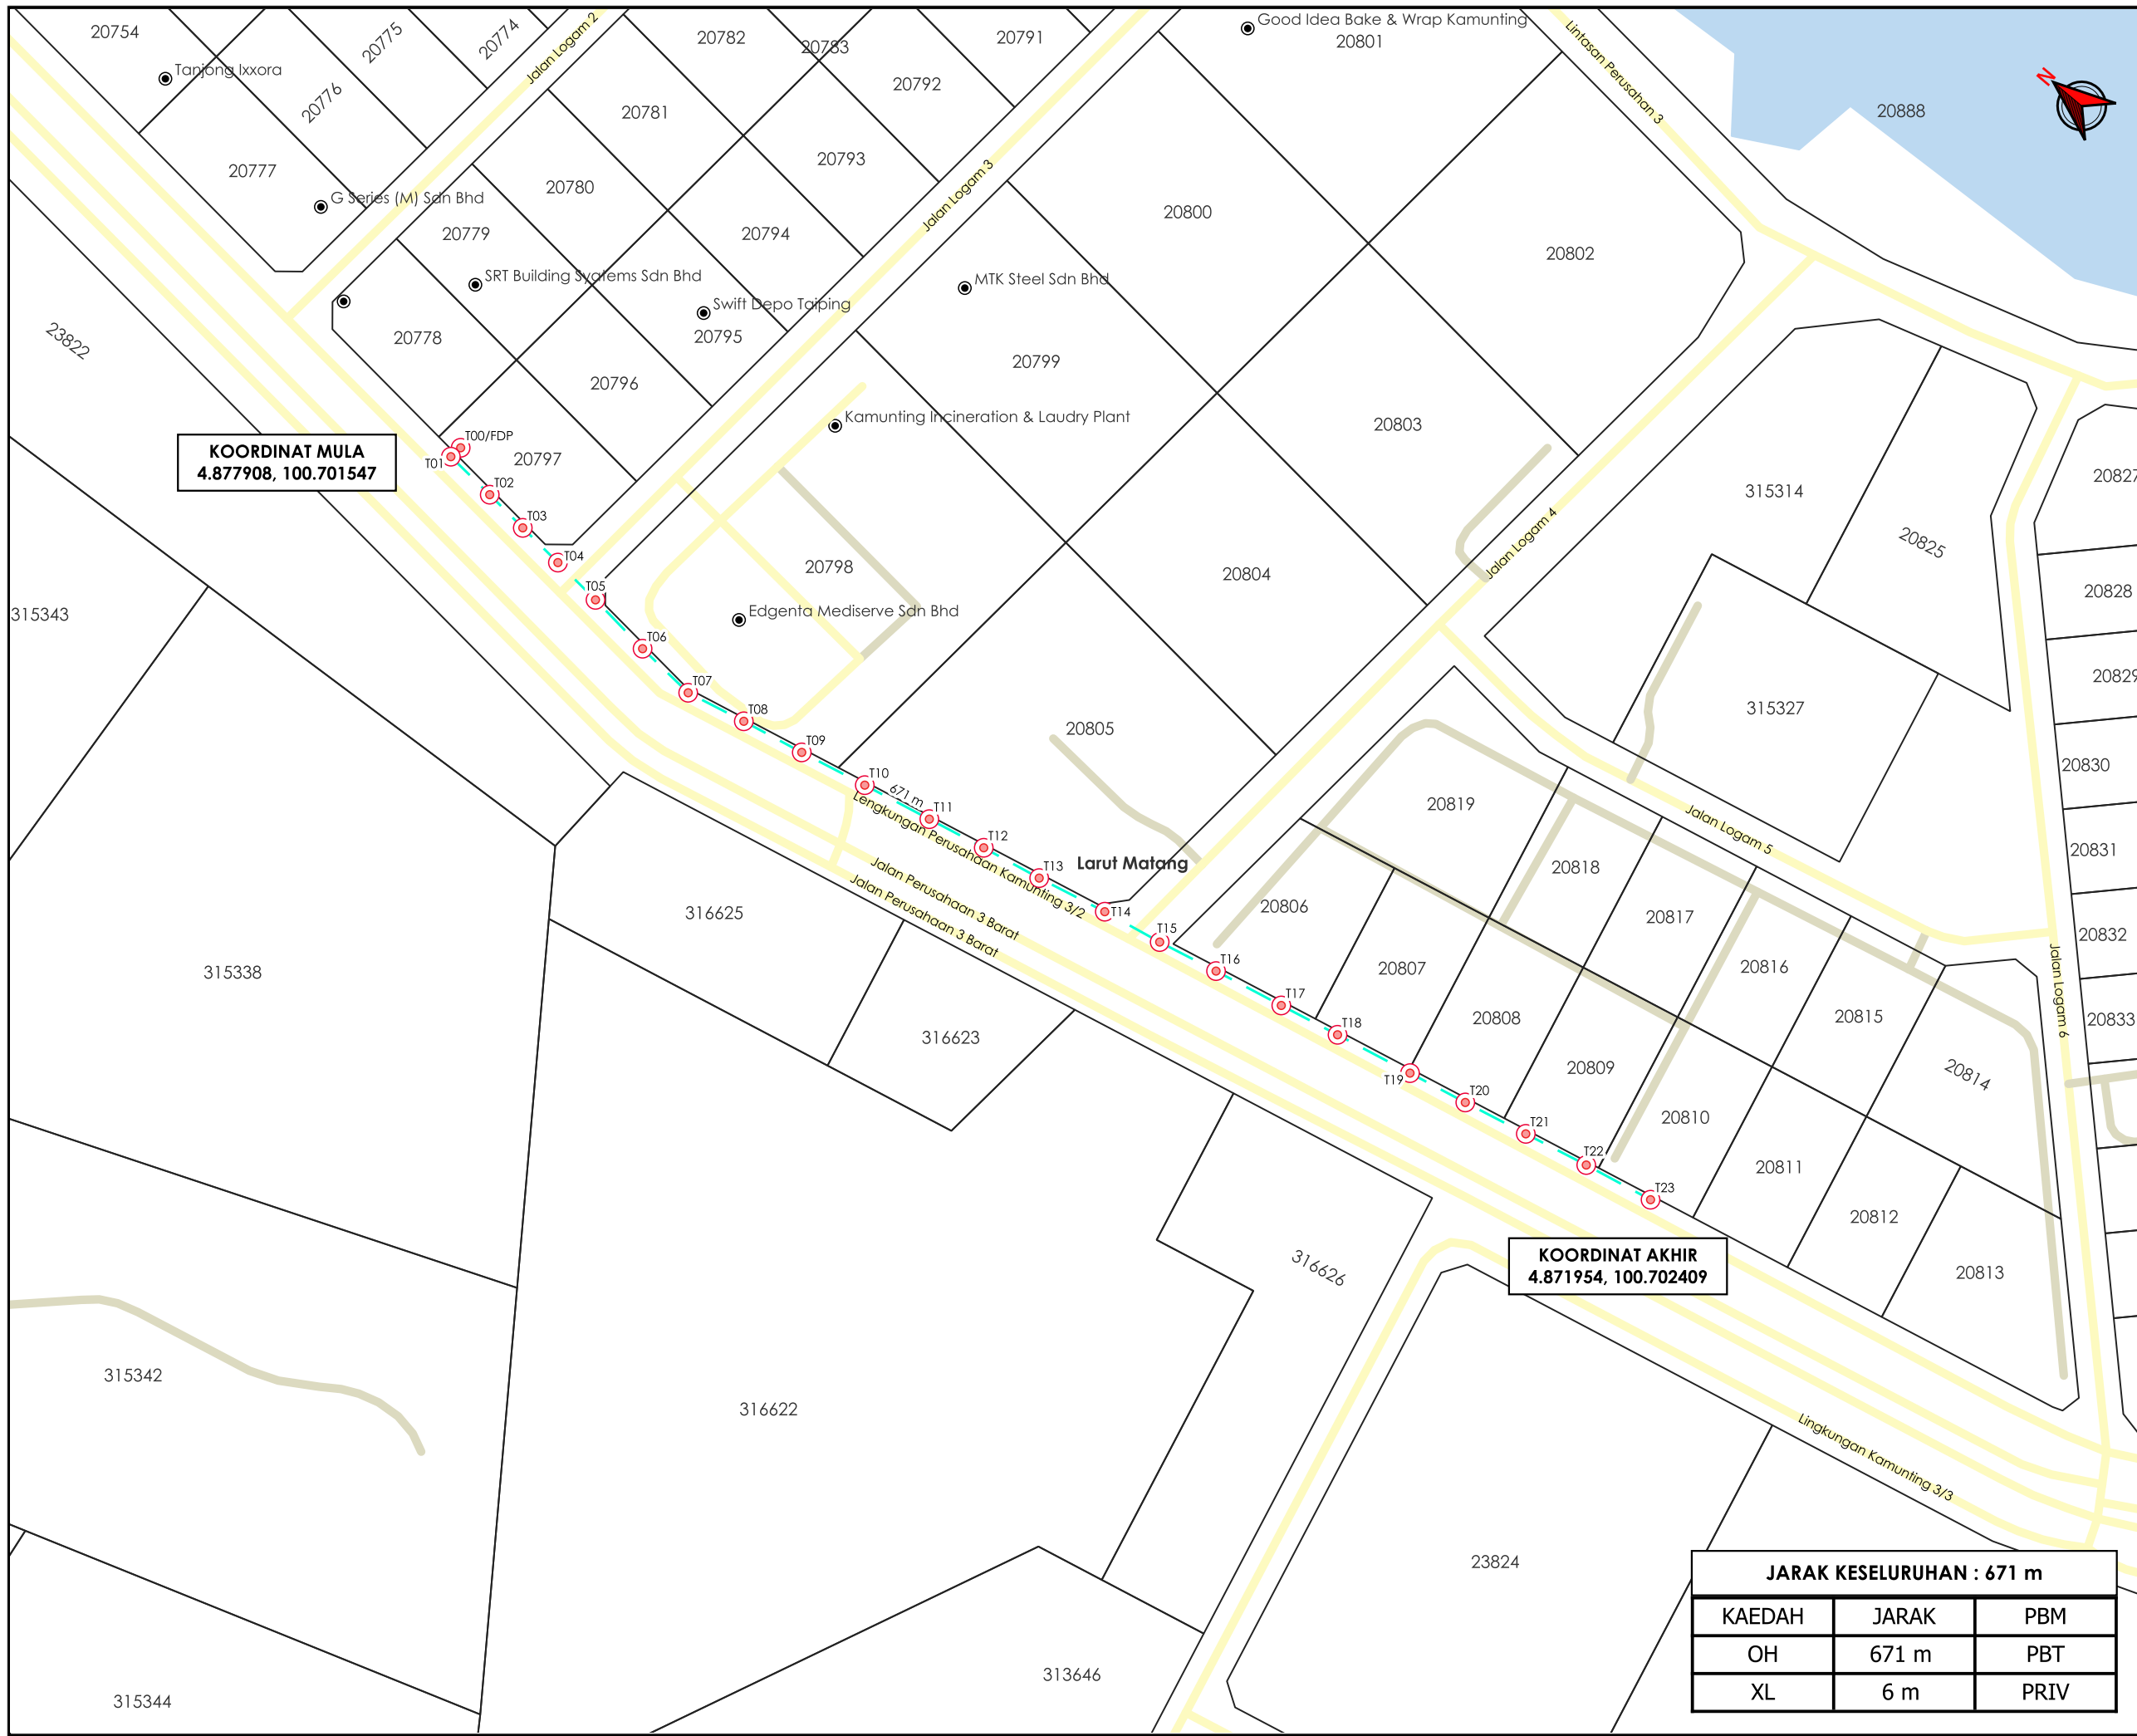 Good Idea Bake & Wrap Kamunting
20754
20775
20774
Jalan Logam 2
20782
20783
20791
20801
Lintasan Perusahan 3
N
Tanjong Ixxora
20776
20781
20792
20888
20777
20780
20793
Jalan Logam 3
G Series (M) Sdn Bhd
20779
20794
20800
20802
SRT Building Syatems Sdn Bhd
MTK Steel Sdn Bhd
Swift Depo Taiping
23822
20778
20795
20799
20796
Kamunting Incineration & Laudry Plant
20803
KOORDINAT MULA
4.877908, 100.701547
T00/FDP
T01
20797
T02
T03
T04
315314
20827
Jalan Logam 4
20825
20798
20804
T05
315343
Edgenta Mediserve Sdn Bhd
20828
T06
T07
20829
315327
T08
20805
T09
20830
T10
671 m
T11
Lengkungan Perusahaan Kamunting 3/2
20819
Jalan Logam 5
T12
20831
Jalan Perusahaan 3 Barat
Jalan Perusahaan 3 Barat
T13
Larut Matang
20818
316625
T14
20806
20817
T15
20832
315338
T16
20807
20816
Jalan Logam 6
T17
20808
20815
20833
T18
316623
T19
20809
20814
T20
20810
T21
T22
20811
T23
20812
316626
KOORDINAT AKHIR
4.871954, 100.702409
20813
315342
316622
Lingkungan Kamunting 3/3
23824
313646
315344
JARAK KESELURUHAN : 671 m
KAEDAH JARAK PBM
OH 671 m PBT
XL 6 m PRIV